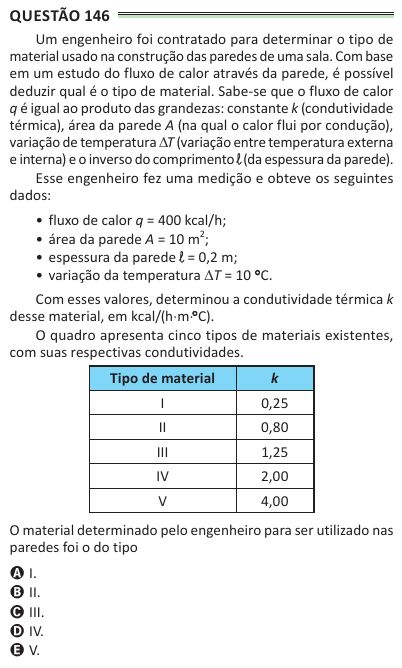 QUESTÃO 146
Um engenheiro foi contratado para determinar o tipo de
material usado na construção das paredes de uma sala. Com base
em um estudo do fluxo de calor através da parede, é possível
deduzir qual é o tipo de material. Sabe-se que o fluxo de calor
q é igual ao produto das grandezas: constante k (condutividade
térmica), área da parede A (na qual o calor flui por condução),
variação de temperatura ΔT (variação entre temperatura externa
e interna) e o inverso do comprimento ℓ (da espessura da parede).
Esse engenheiro fez uma medição e obteve os seguintes
dados:
• fluxo de calor q = 400 kcal/h;
• área da parede A = 10 m²;
• espessura da parede ℓ = 0,2 m;
• variação da temperatura ΔT = 10 ºC.
Com esses valores, determinou a condutividade térmica k
desse material, em kcal/(h·m·ºC).
O quadro apresenta cinco tipos de materiais existentes,
com suas respectivas condutividades.
Tipo de material k
I 0,25
II 0,80
III 1,25
IV 2,00
V 4,00
O material determinado pelo engenheiro para ser utilizado nas
paredes foi o do tipo
A I.
B II.
C III.
D IV.
E V.